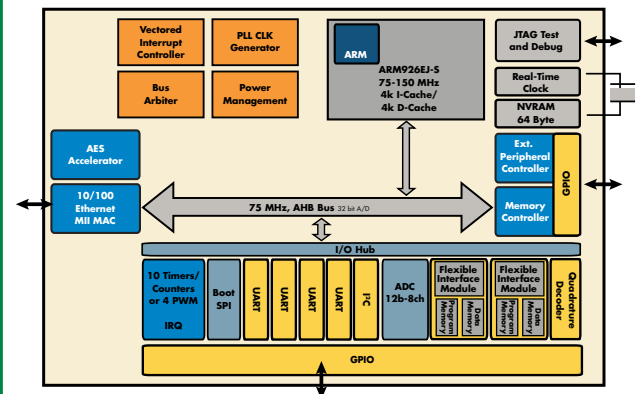 Vectored
Interrupt
Controller
PLL CLK
Generator
Bus
Arbiter
Power
Management
ARM
ARM926EJ-S
75-150 MHz
4k I-Cache/
4k D-Cache
JTAG Test
and Debug
Real-Time
Clock
NVRAM
64 Byte
AES
Accelerator
10/100
Ethernet
MII MAC
Ext.
Peripheral
Controller
Memory
Controller
GPIO
75 MHz, AHB Bus 32 bit A/D
I/O Hub
10 Timers/
Counters
or 4 PWM
IRQ
Boot
SPI
UART
UART
UART
UART
I²C
ADC
12b-8ch
Flexible
Interface
Module
Program
Memory
Data
Memory
Flexible
Interface
Module
Program
Memory
Data
Memory
Quadrature
Decoder
GPIO